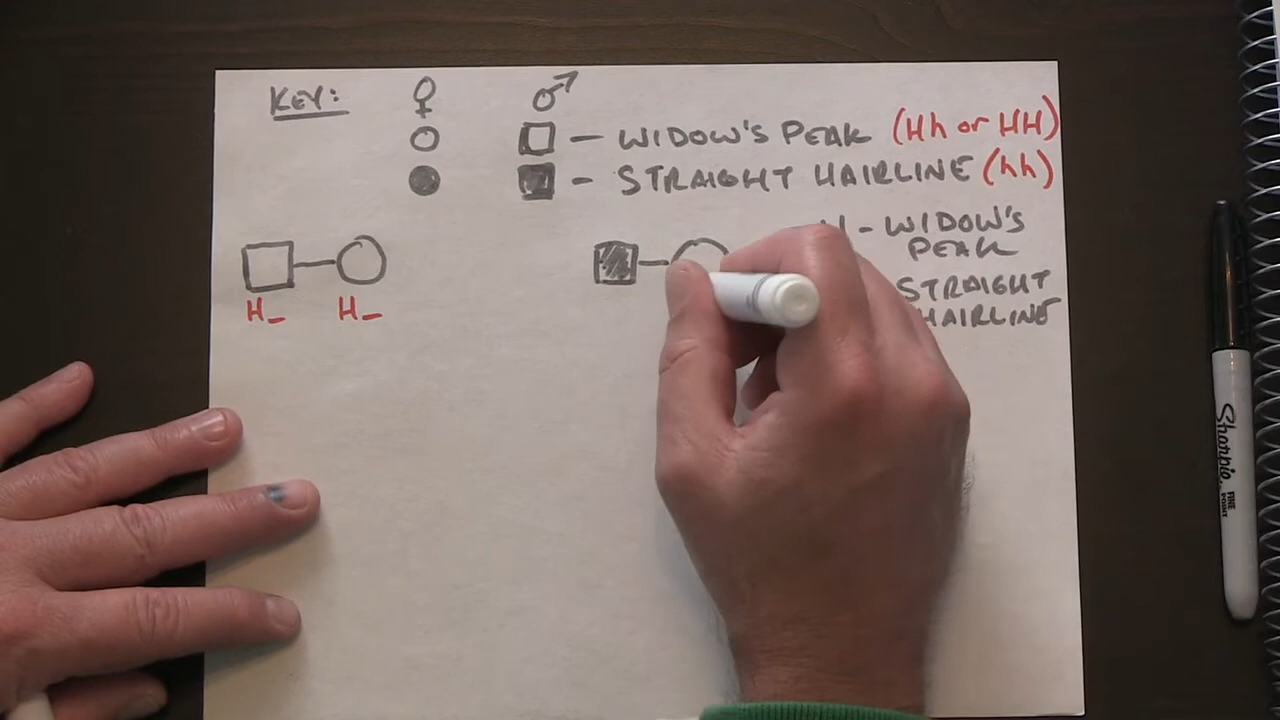 KEY: ♀ ♂
— WIDOW'S PEAK (Hh or HH)
- STRAIGHT HAIRLINE (hh)
H - WIDOW'S
PEAK
STRAIGHT
HAIRLINE
H_ H_
Sharpie
FINE
POINT